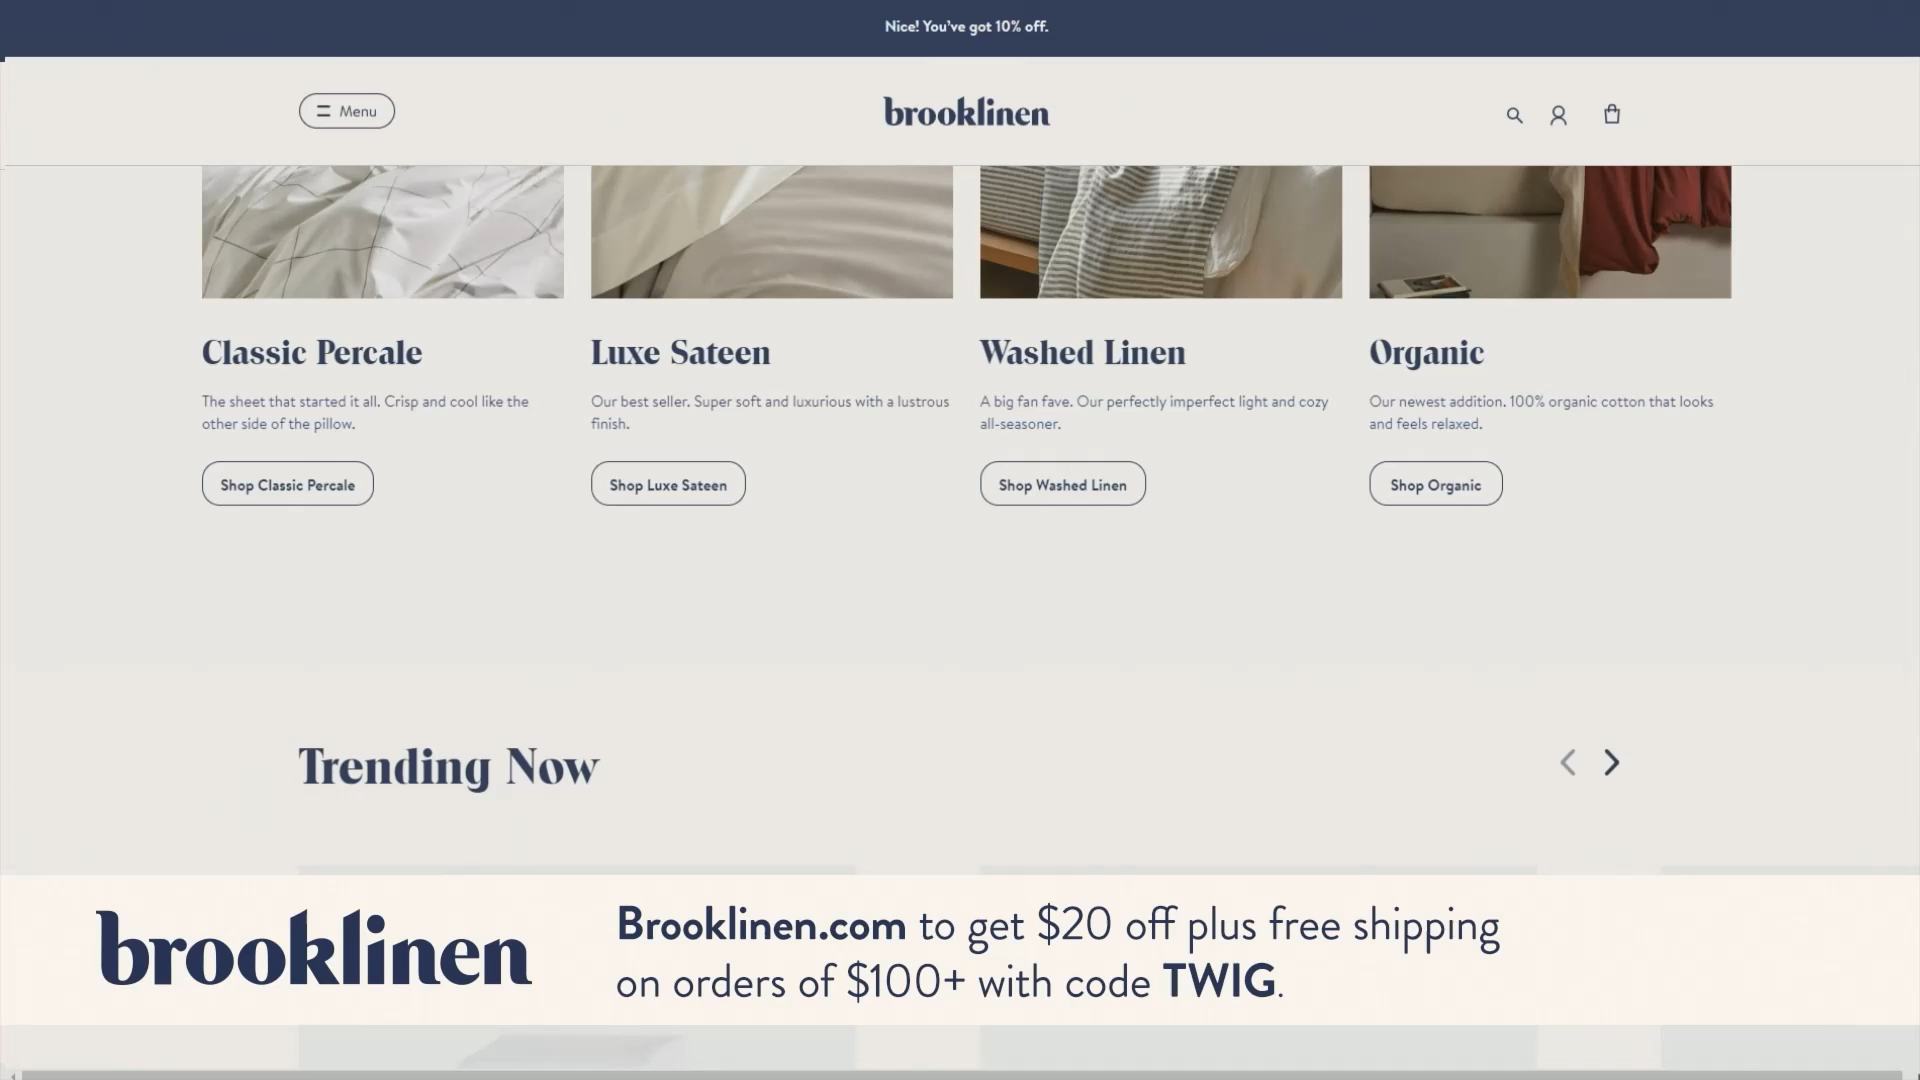 Nice! You've got 10% off.
Menu
brooklinen
Classic Percale
The sheet that started it all. Crisp and cool like the
other side of the pillow.
Shop Classic Percale
Luxe Sateen
Our best seller. Super soft and luxurious with a lustrous
finish.
Shop Luxe Sateen
Washed Linen
A big fan fave. Our perfectly imperfect light and cozy
all-seasoner.
Shop Washed Linen
Organic
Our newest addition. 100% organic cotton that looks
and feels relaxed.
Shop Organic
Trending Now
brooklinen
Brooklinen.com to get $20 off plus free shipping
on orders of $100+ with code TWIG.